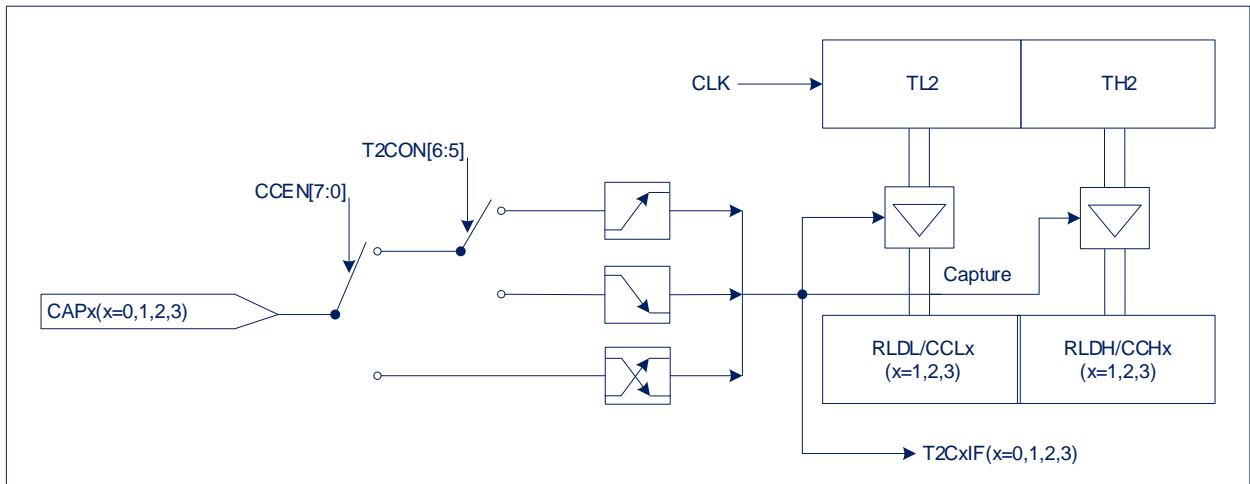 CLK
TL2
TH2
T2CON[6:5]
CCEN[7:0]
Capture
CAPx(x=0,1,2,3)
RLDL/CCLx
(x=1,2,3)
RLDH/CCHx
(x=1,2,3)
T2CxIF(x=0,1,2,3)